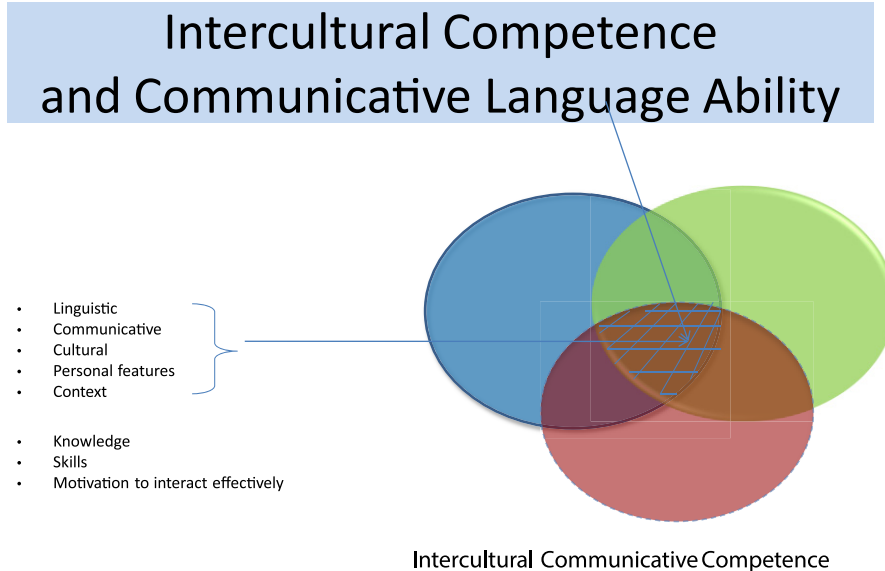 Intercultural Competence
and Communicative Language Ability
• Linguistic
• Communicative
• Cultural
• Personal features
• Context
• Knowledge
• Skills
• Motivation to interact effectively
Intercultural Communicative Competence